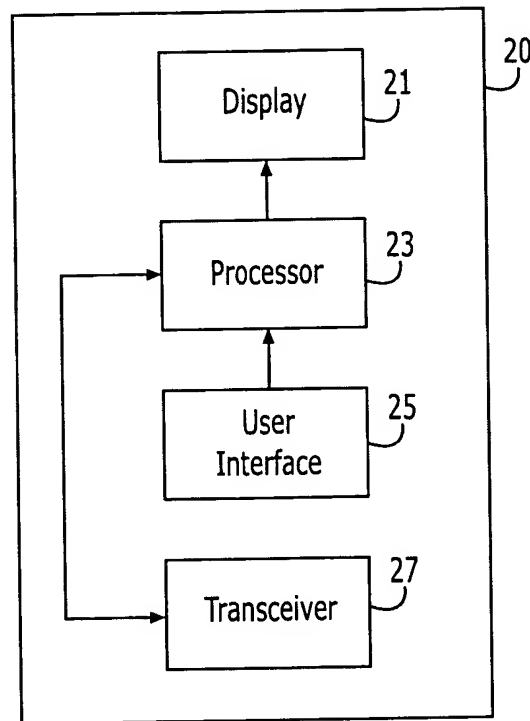 20
Display
21
Processor
23
User
Interface
25
Transceiver
27